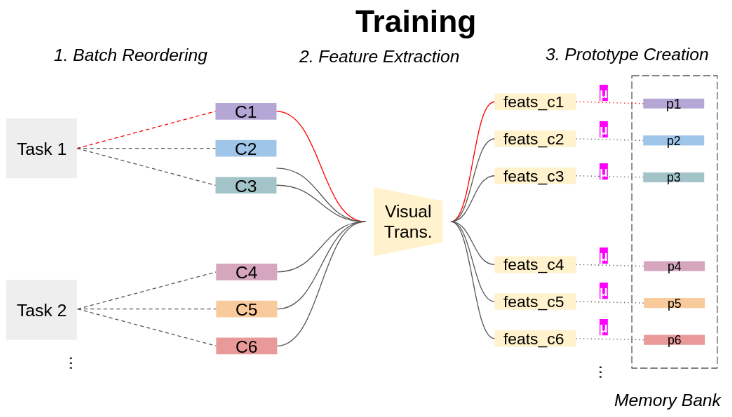 Training
1. Batch Reordering
2. Feature Extraction
3. Prototype Creation
Task 1
C1
C2
C3
Visual
Trans.
feats_c1
feats_c2
feats_c3
p1
p2
p3
Task 2
C4
C5
C6
feats_c4
feats_c5
feats_c6
p4
p5
p6
Memory Bank